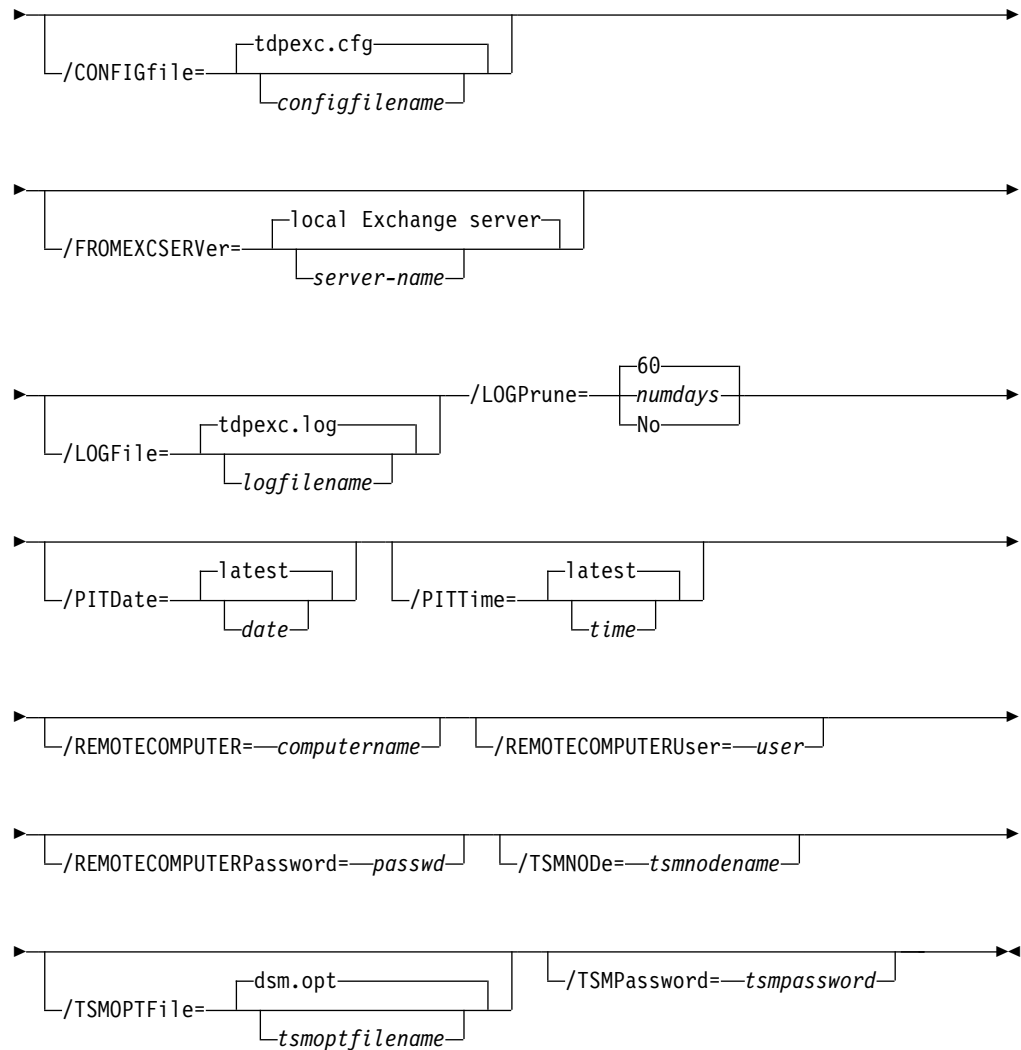 tdpexc.cfg
/CONFIGfile=
configfilename
local Exchange server
/FROMEXCSERVer=
server-name
60
/LOGPrune= numdays
tdpexc.log No
/LOGFile=
logfilename
latest latest
/PITDate= /PITTime=
date time
/REMOTECOMPUTER= computername /REMOTECOMPUTERUser= user
/REMOTECOMPUTERPassword= passwd /TSMNODe= tsmnodename
dsm.opt /TSMPassword= tsmpassword
/TSMOPTFile=
tsmoptfilename